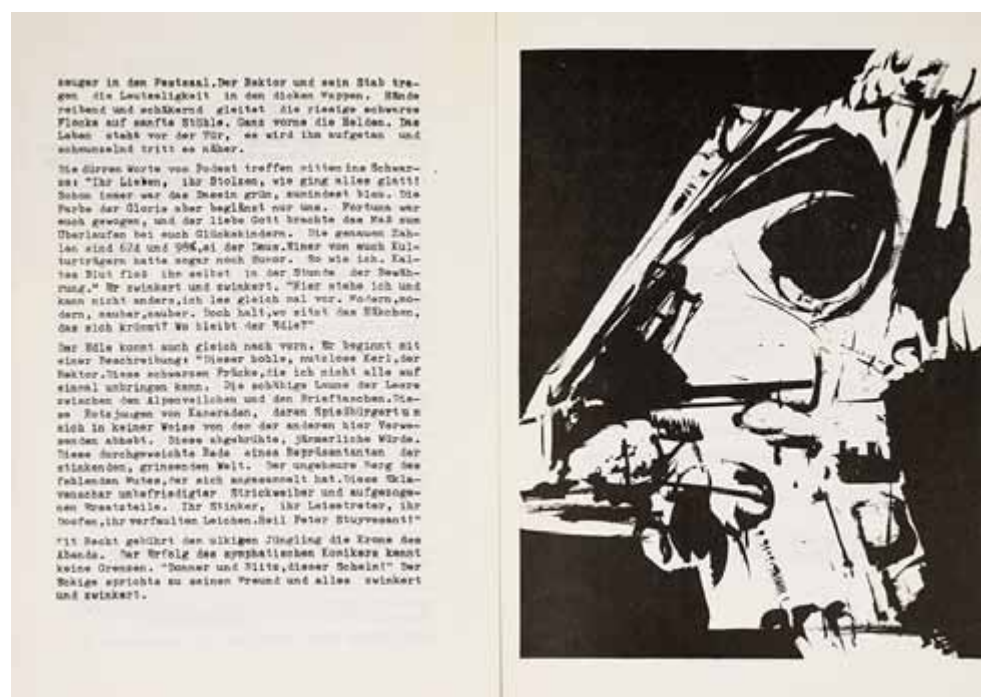 zeuger in den Festsaal.Der Rektor und sein Stab tra-
gen die Leutseligkeit in den dicken Wappen. Hände
reibend und schäkernd gleitet die riesige schwarze
Flocke auf sanfte Stühle. Ganz vorne die Helden. Das
Leben steht vor der Tür, es wird ihm aufgetan und
schmunzelnd tritt es näher.
Die dürren Worte vom Podest treffen mitten ins Schwar-
ze: "Ihr Lieben, ihr Stolzen, wie ging alles glatt!
Schon immer war das Dasein grün, zumindest blau. Die
Farbe der Gloria aber beglänzt nur uns. Fortuna war
euch gewogen, und der liebe Gott brachte das Maß zum
Überlaufen bei euch Glückskindern. Die genauen Zah-
len sind 62d und 98%,ei der Daus.Einer von euch Kul-
turträgern hatte sogar noch Humor. So wie ich. Kal-
tes Blut floß ihm selbst in der Stunde der Bewäh-
rung." Er zwinkert und zwinkert. "Hier stehe ich und
kann nicht anders,ich les gleich mal vor. Modern,mo-
dern, sauber,sauber. Doch halt,wo sitzt das Häkchen,
das sich krümmt? Wo bleibt der Edle?"
Der Edle kommt auch gleich nach vorn. Er beginnt mit
einer Beschreibung: "Dieser hohle, nutzlose Kerl,der
Rektor.Diese schwarzen Fräcke,die ich nicht alle auf
einmal umbringen kann. Die schäbige Laune der Leere
zwischen den Alpenveilchen und den Brieftaschen.Die-
se Rotzjungen von Kameraden, deren Spießbürgertum
sich in keiner Weise von dem der anderen hier Verwe-
senden abhebt. Diese abgebrühte, jämmerliche Würde.
Diese durchgeweichte Rede eines Repräsentanten der
stinkenden, grinsenden Welt. Der ungeheure Berg des
fehlenden Mutes,der sich angesammelt hat.Diese Skla-
venschar unbefriedigter Strickweiber und aufgezoge-
nen Ersatzteile. Ihr Stinker, ihr Leisetreter, ihr
Doofen,ihr verfaulten Leichen.Heil Peter Stuyvesant!"
Mit Recht gebührt dem ulkigen Jüngling die Krone des
Abends. Der Erfolg des symphatischen Komikers kennt
keine Grenzen. "Donner und Blitz,dieser Schelm!" Der
Eckige sprichts zu seinem Freund und alles zwinkert
und zwinkert.